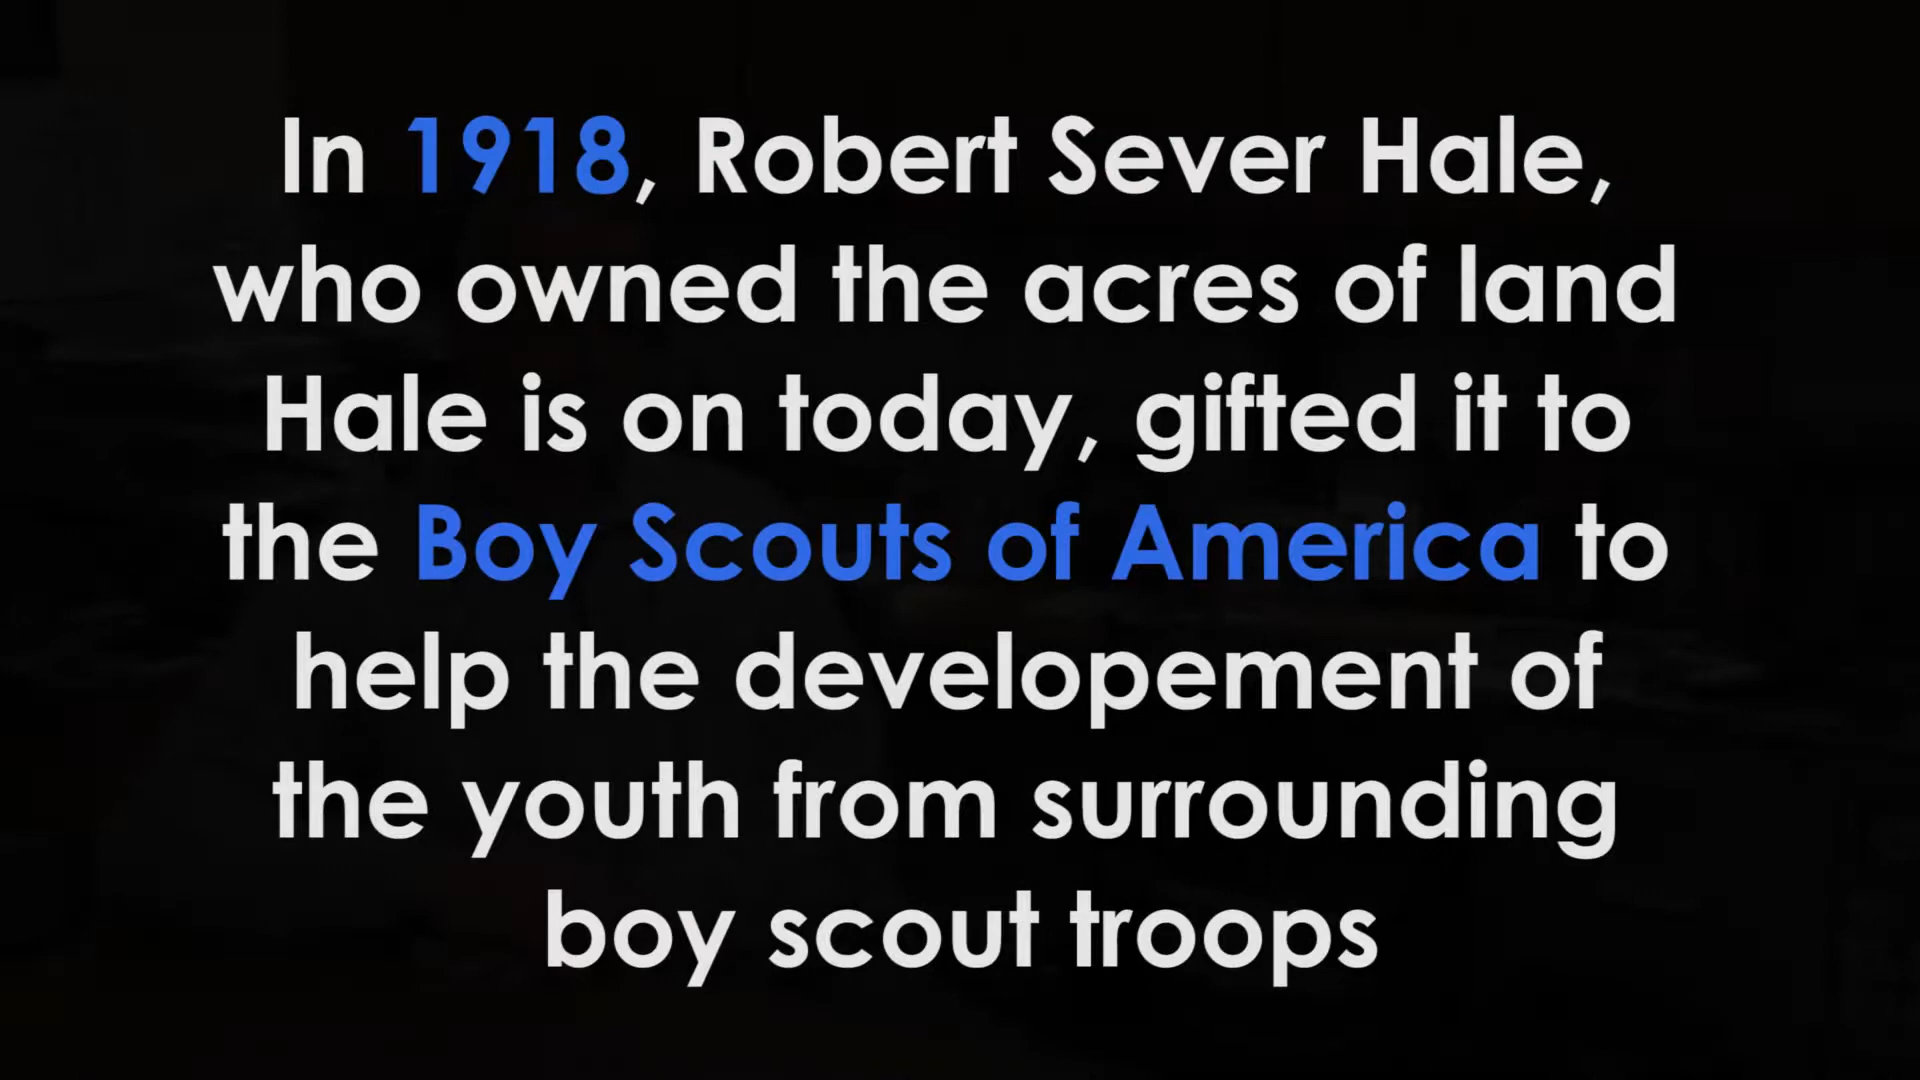 In 1918, Robert Sever Hale,
who owned the acres of land
Hale is on today, gifted it to
the Boy Scouts of America to
help the developement of
the youth from surrounding
boy scout troops